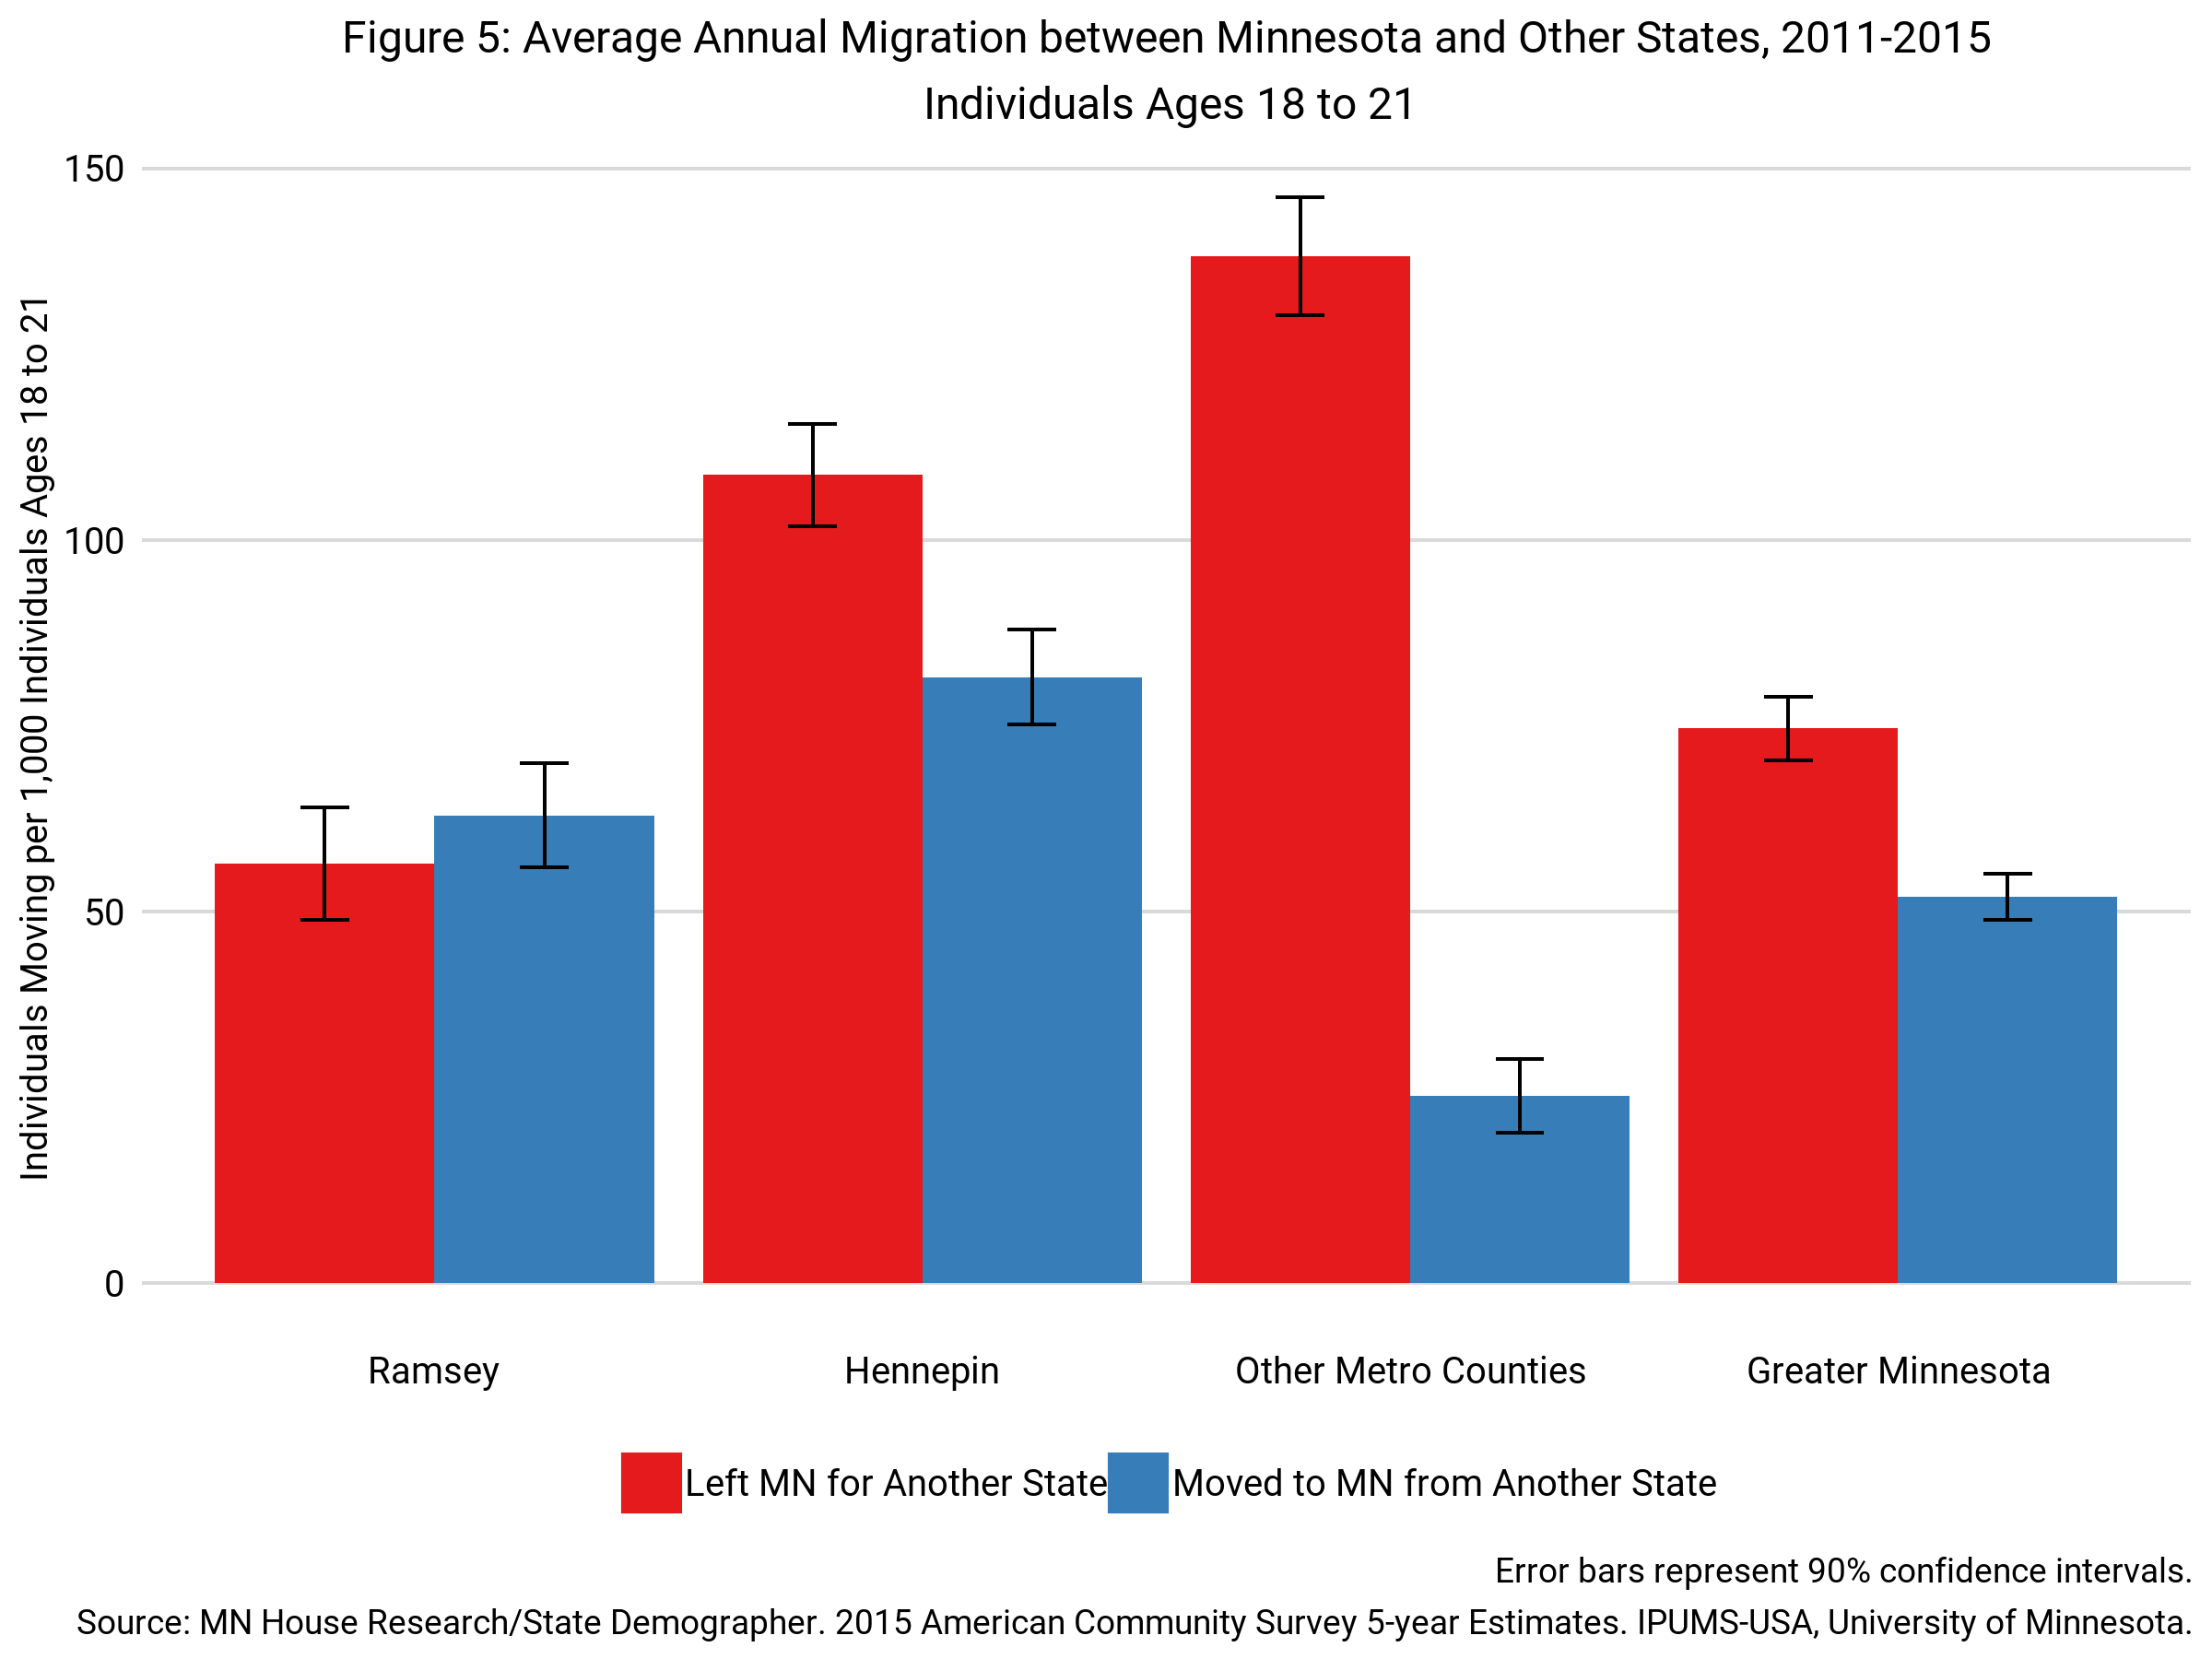 Figure 5: Average Annual Migration between Minnesota and Other States, 2011-2015
Individuals Ages 18 to 21
Individuals Moving per 1,000 Individuals Ages 18 to 21
150
100
50
0
Ramsey
Hennepin
Other Metro Counties
Greater Minnesota
Left MN for Another State
Moved to MN from Another State
Error bars represent 90% confidence intervals.
Source: MN House Research/State Demographer. 2015 American Community Survey 5-year Estimates. IPUMS-USA, University of Minnesota.